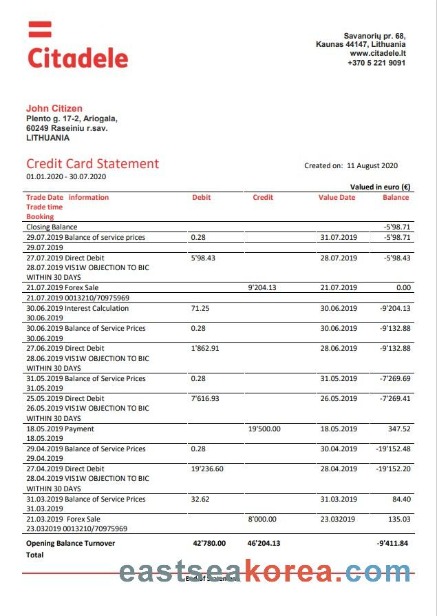 Citadele
Savanorių pr. 68,
Kaunas 44147, Lithuania
www.citadele.lt
+370 5 221 9091
John Citizen
Plento g. 17-2, Ariogala,
60249 Raseiniu r.sav.
LITHUANIA
Credit Card Statement
Created on: 11 August 2020
01.01.2020 - 30.07.2020
Valued in euro (€)
Trade Date Information Debit Credit Value Date Balance
Trade time
Booking
Closing Balance -5'98.71
29.07.2019 Balance of service prices 0.28 31.07.2019 -5'98.71
29.07.2019
27.07.2019 Direct Debit 5'98.43 28.07.2019 -5'98.43
28.07.2019 VIS1W OBJECTION TO BIC
WITHIN 30 DAYS
21.07.2019 Forex Sale 9'204.13 21.07.2019 0.00
21.07.2019 0013210/70975969
30.06.2019 Interest Calculation 71.25 30.06.2019 -9'204.13
30.06.2019
30.06.2019 Balance of Service Prices 0.28 30.06.2019 -9'132.88
30.06.2019
27.06.2019 Direct Debit 1'862.91 28.06.2019 -9'132.88
28.06.2019 VIS1W OBJECTION TO BIC
WITHIN 30 DAYS
31.05.2019 Balance of Service Prices 0.28 31.05.2019 -7'269.69
31.05.2019
25.05.2019 Direct Debit 7'616.93 26.05.2019 -7'269.41
26.05.2019 VIS1W OBJECTION TO BIC
WITHIN 30 DAYS
18.05.2019 Payment 19'500.00 18.05.2019 347.52
18.05.2019
29.04.2019 Balance of Service Prices 0.28 30.04.2019 -19'152.48
29.04.2019
27.04.2019 Direct Debit 19'236.60 28.04.2019 -19'152.20
28.04.2019 VIS1W OBJECTION TO BIC
WITHIN 30 DAYS
31.03.2019 Balance of Service Prices 32.62 31.03.2019 84.40
31.03.2019
21.03.2019 Forex Sale 8'000.00 23.032019 135.03
23.032019 0013210/70975969
Opening Balance Turnover 42'780.00 46'204.13 -9'411.84
Total
End of Statement
eastseakorea.com